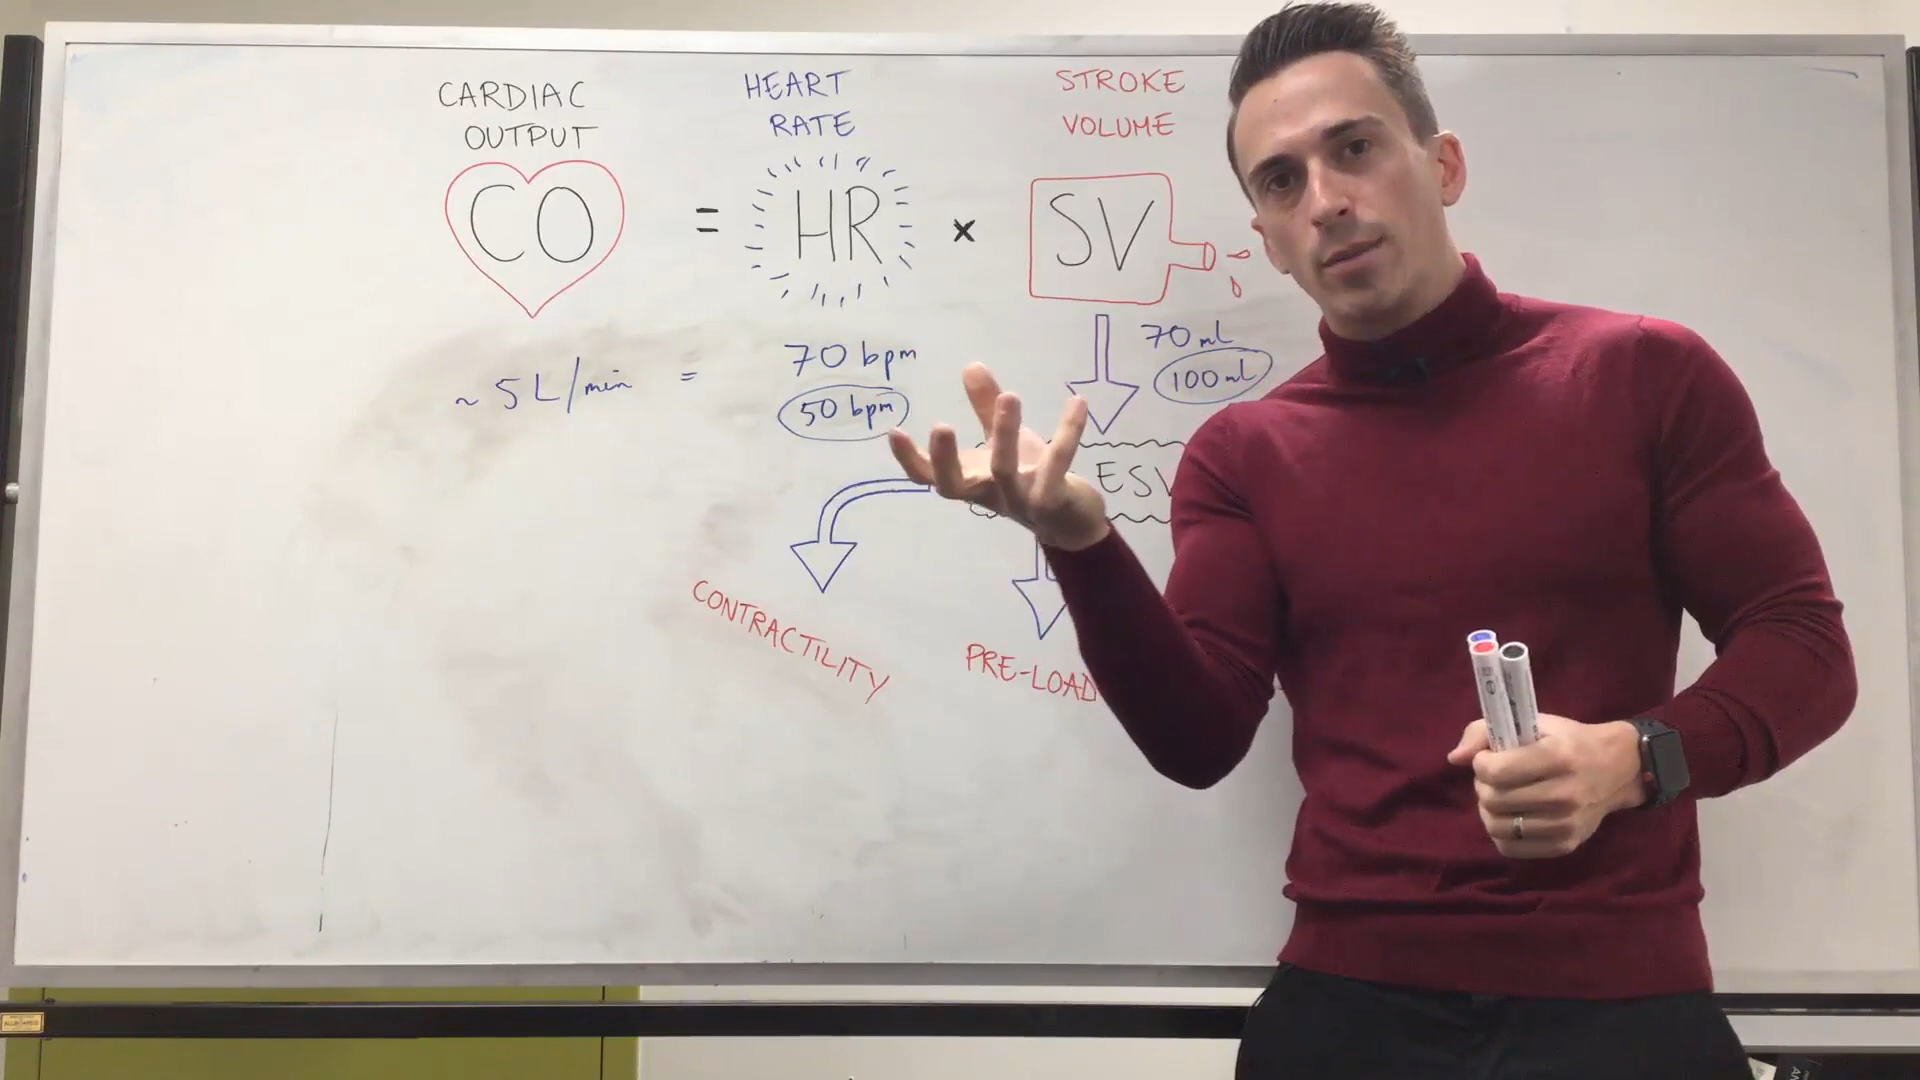 CARDIAC
OUTPUT
HEART
RATE
STROKE
VOLUME
CO = HR × SV
~ 5 L/min = 70 bpm
50 bpm
70 mL
100 mL
ESV
CONTRACTILITY
PRE-LOAD